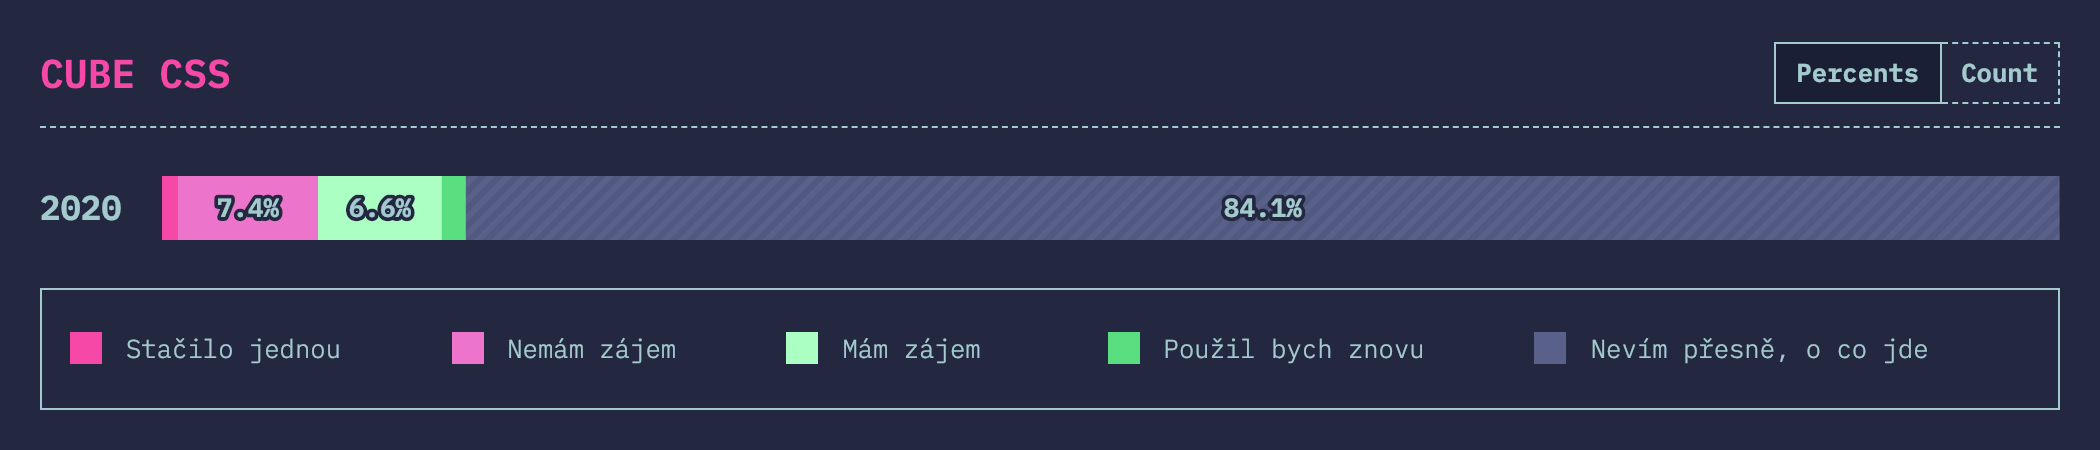 CUBE CSS
Percents Count
2020 7.4% 6.6% 84.1%
Stačilo jednou Nemám zájem Mám zájem Použil bych znovu Nevím přesně, o co jde